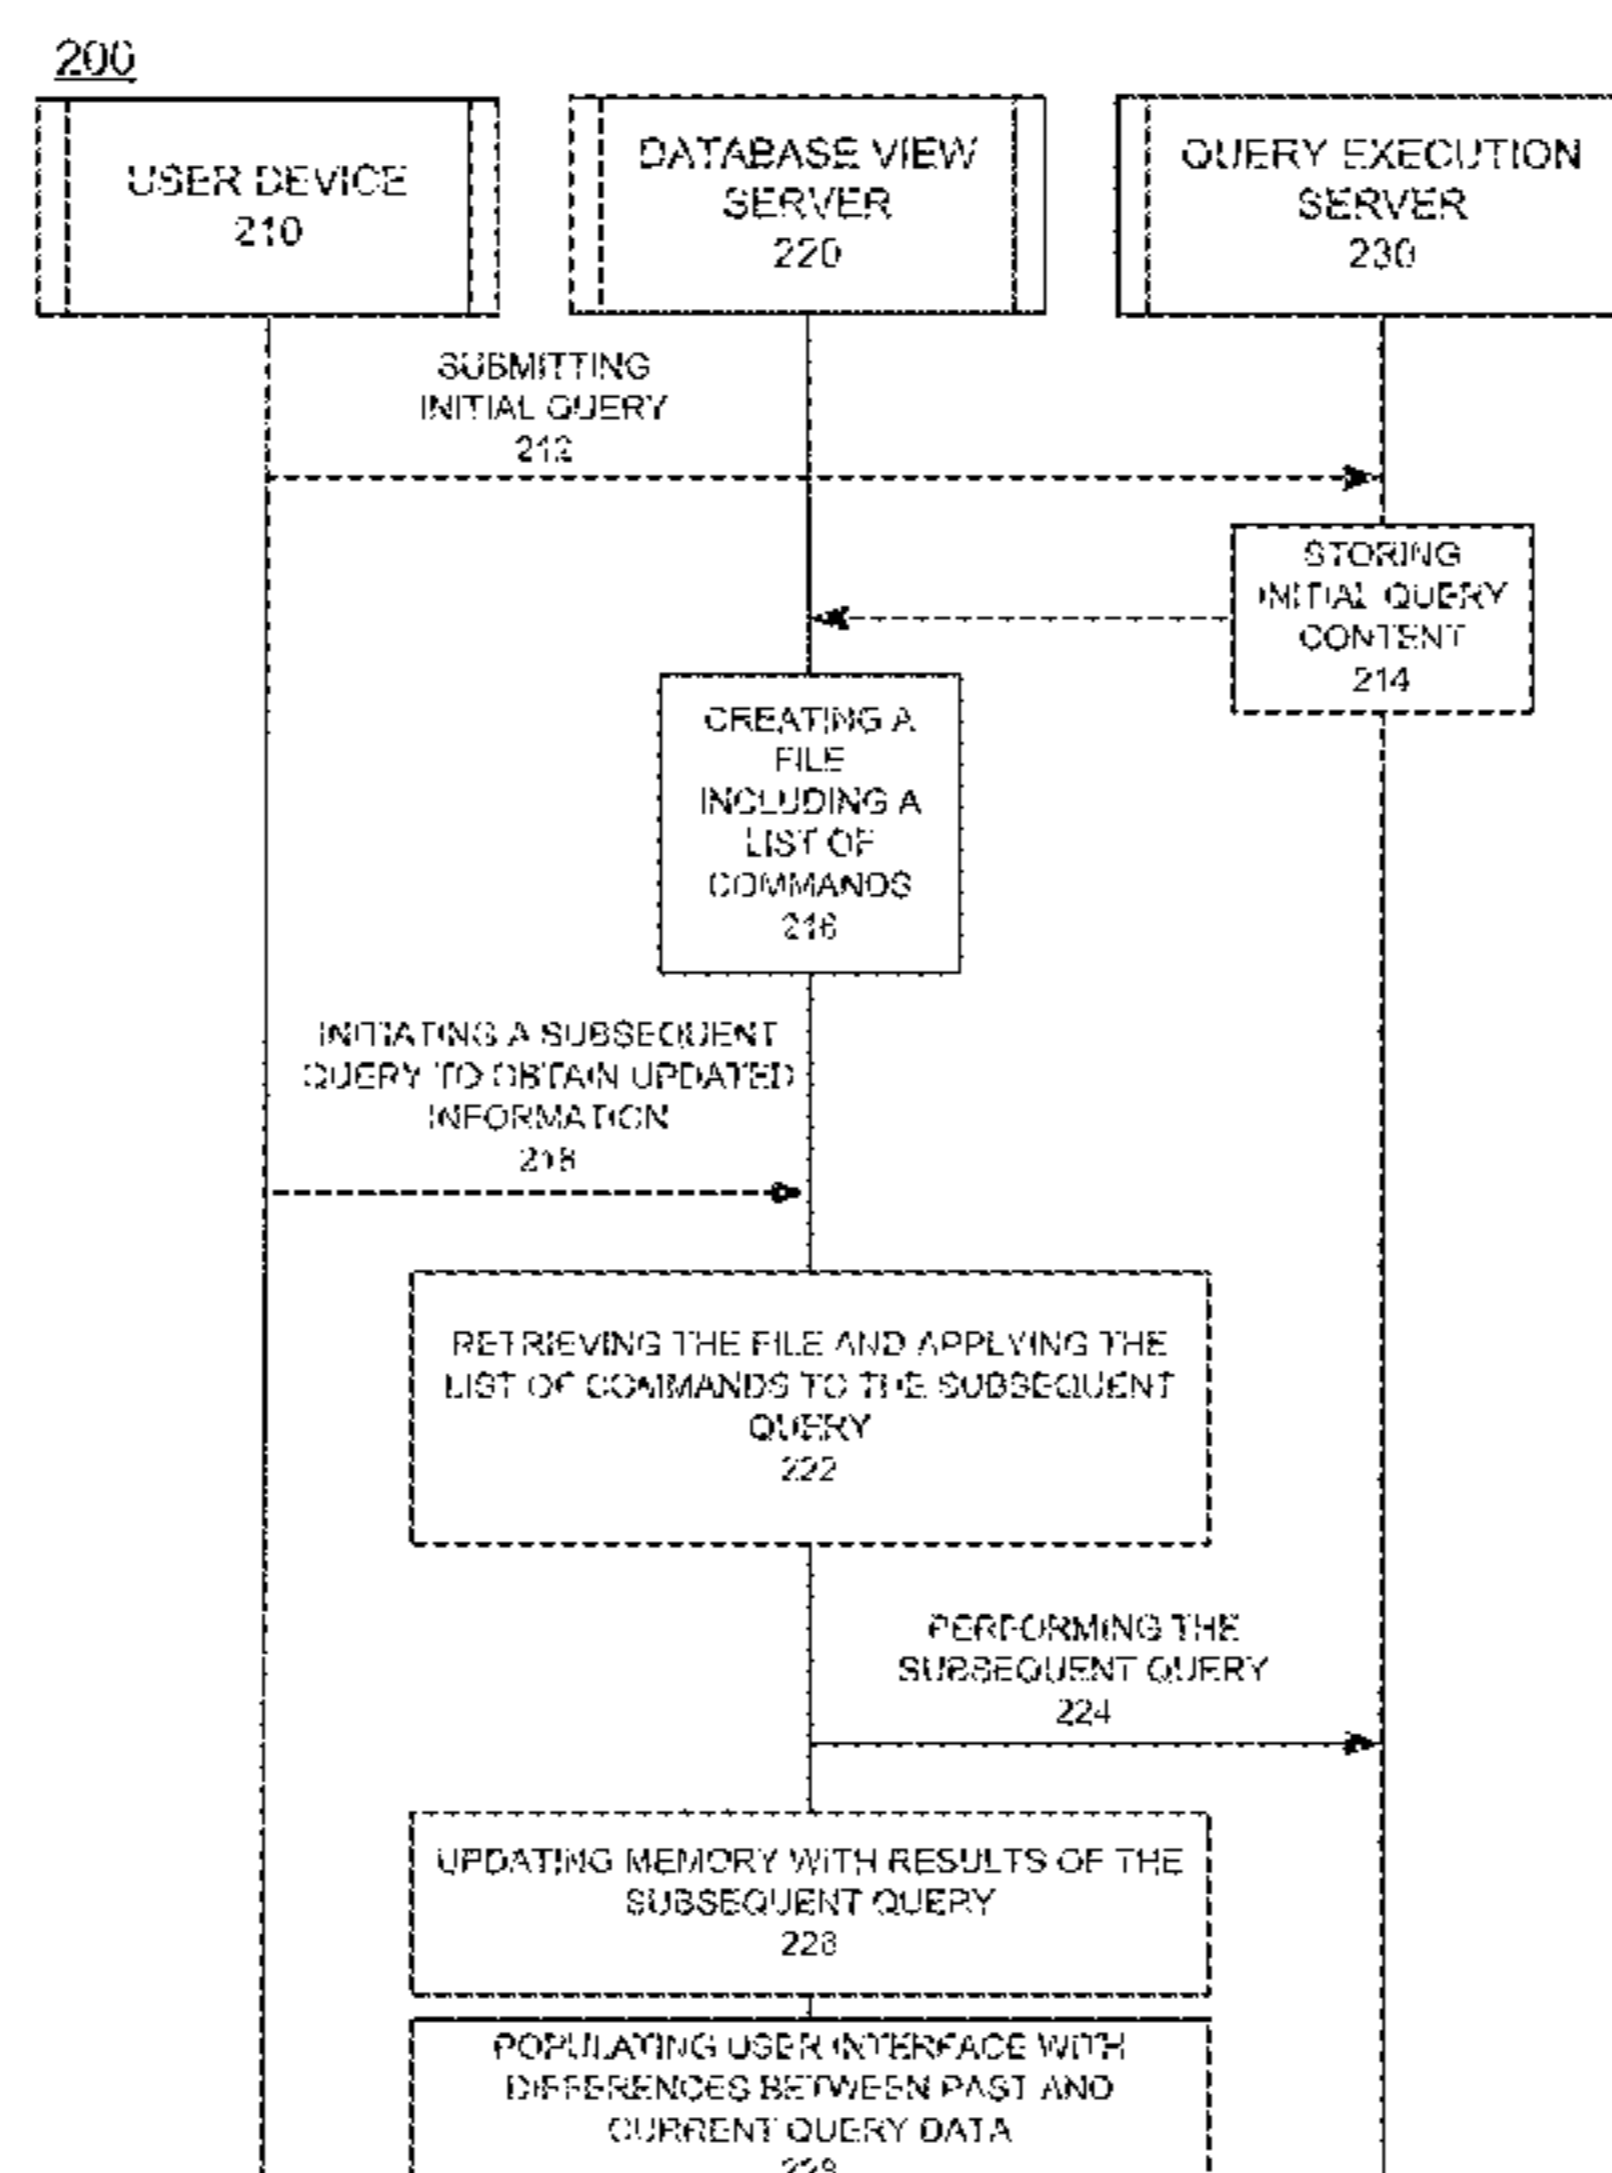 200
USER DEVICE
210
DATABASE VIEW
SERVER
220
QUERY EXECUTION
SERVER
230
SUBMITTING
INITIAL QUERY
212
STORING
INITIAL QUERY
CONTENT
214
CREATING A
FILE
INCLUDING A
LIST OF
COMMANDS
216
INITIATING A SUBSEQUENT
QUERY TO OBTAIN UPDATED
INFORMATION
218
RETRIEVING THE FILE AND APPLYING THE
LIST OF COMMANDS TO THE SUBSEQUENT
QUERY
222
PERFORMING THE
SUBSEQUENT QUERY
224
UPDATING MEMORY WITH RESULTS OF THE
SUBSEQUENT QUERY
POPULATING USER INTERFACE WITH
DIFFERENCES BETWEEN PAST AND
CURRENT QUERY DATA